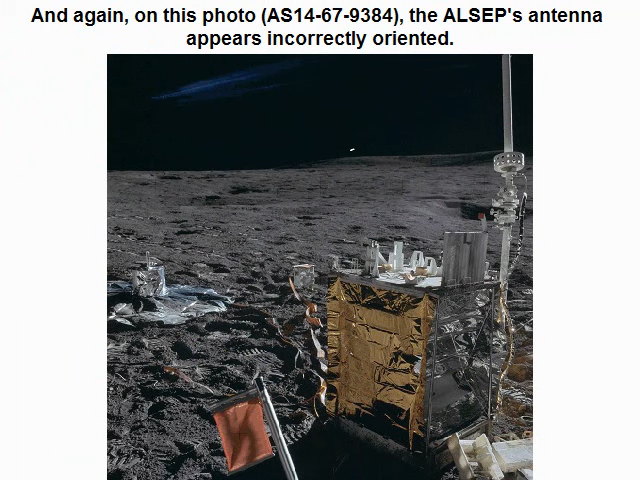 And again, on this photo (AS14-67-9384), the ALSEP's antenna
appears incorrectly oriented.